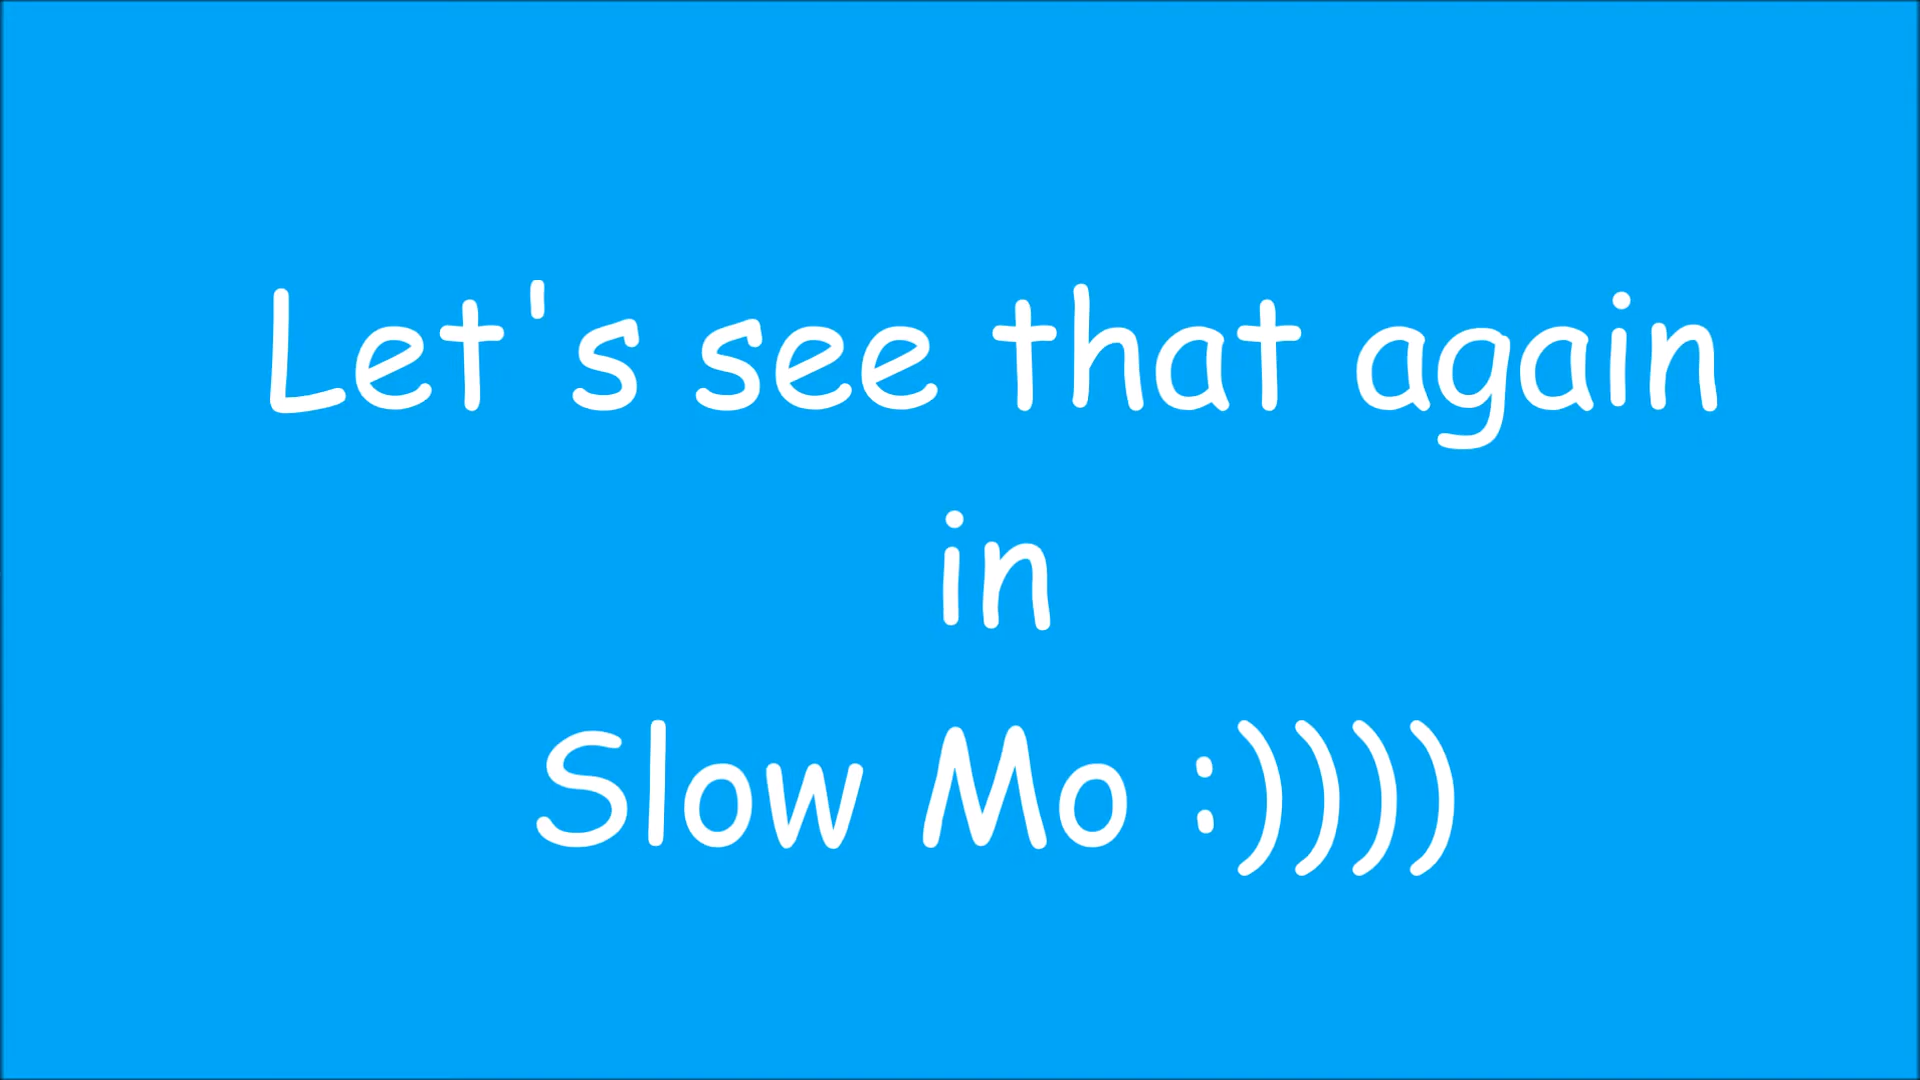 Let's see that again
in
Slow Mo :))))